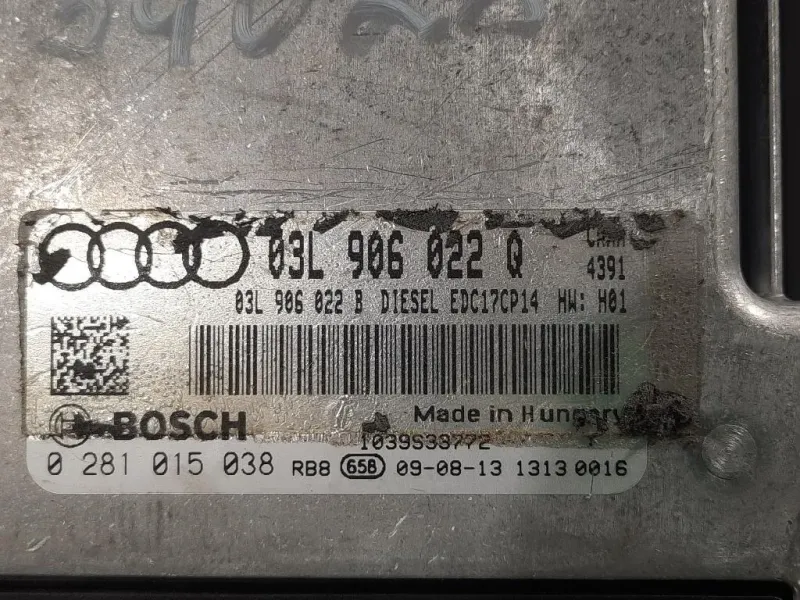 03L 906 022 Q
4391
03L 906 022 B DIESEL EDC17CP14 HW: H01
Made in Hungary
BOSCH
1039S38772
0 281 015 038 RB8 658 09-08-13 1313 0016